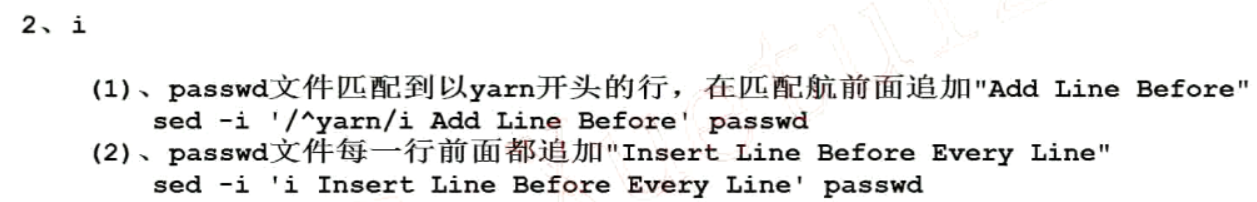 2、i
(1)、passwd文件匹配到以yarn开头的行，在匹配航前面追加"Add Line Before"
sed -i '/^yarn/i Add Line Before' passwd
(2)、passwd文件每一行前面都追加"Insert Line Before Every Line"
sed -i 'i Insert Line Before Every Line' passwd